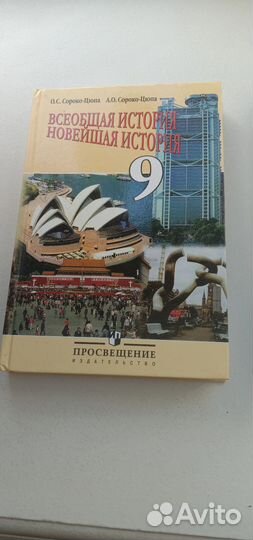 О.С. Сороко-Цюпа А.О. Сороко-Цюпа
ВСЕОБЩАЯ ИСТОРИЯ
НОВЕЙШАЯ ИСТОРИЯ
9
ПРОСВЕЩЕНИЕ
ИЗДАТЕЛЬСТВО
Avito